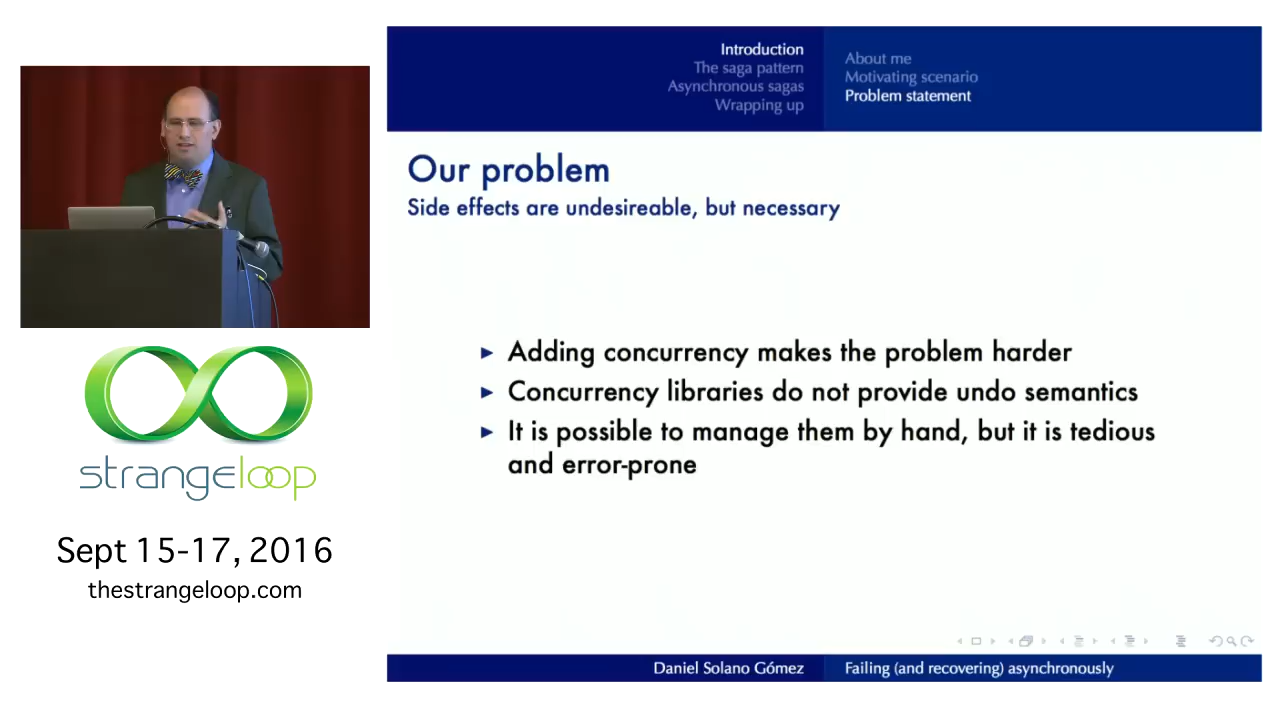 Introduction
The saga pattern
Asynchronous sagas
Wrapping up
About me
Motivating scenario
Problem statement
Our problem
Side effects are undesireable, but necessary
Adding concurrency makes the problem harder
Concurrency libraries do not provide undo semantics
It is possible to manage them by hand, but it is tedious
and error-prone
Daniel Solano Gómez
Failing (and recovering) asynchronously
strangeloop
Sept 15-17, 2016
thestrangeloop.com